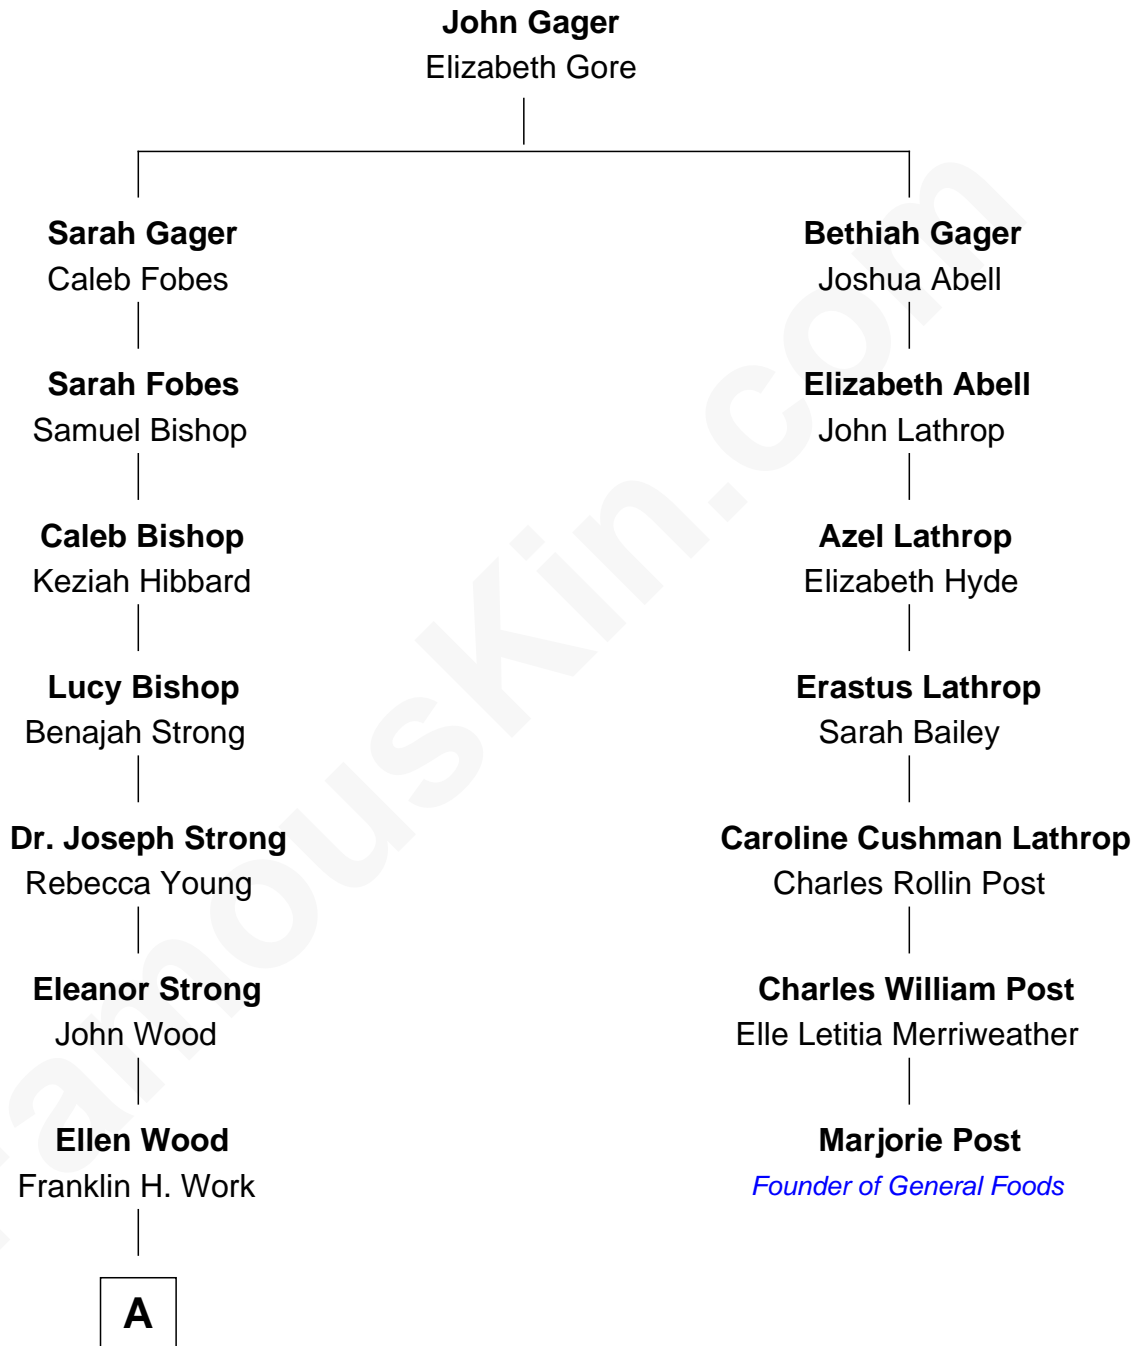 John Gager
Elizabeth Gore
Sarah Gager
Caleb Fobes
Bethiah Gager
Joshua Abell
Sarah Fobes
Samuel Bishop
Elizabeth Abell
John Lathrop
Caleb Bishop
Keziah Hibbard
Azel Lathrop
Elizabeth Hyde
Lucy Bishop
Benajah Strong
Erastus Lathrop
Sarah Bailey
Dr. Joseph Strong
Rebecca Young
Caroline Cushman Lathrop
Charles Rollin Post
Eleanor Strong
John Wood
Charles William Post
Elle Letitia Merriweather
Ellen Wood
Franklin H. Work
Marjorie Post
Founder of General Foods
A
FamousKin.com